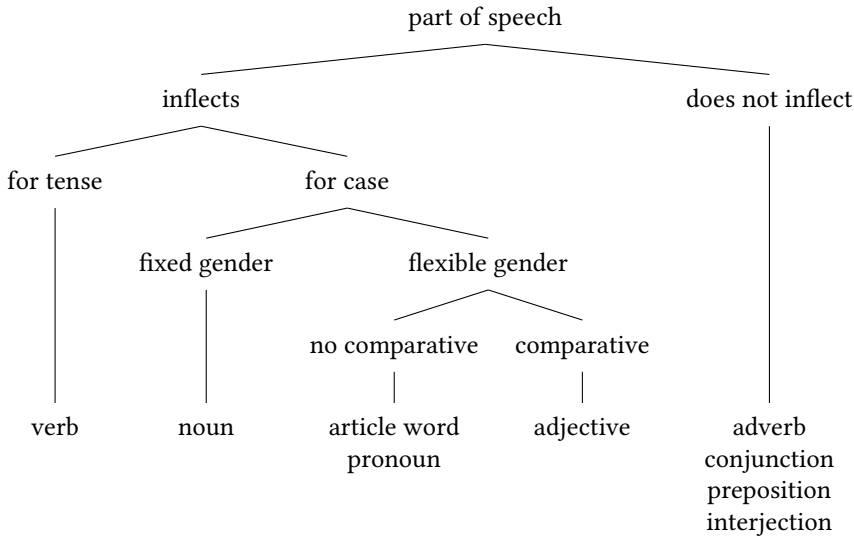 part of speech
inflects does not inflect
for tense for case
fixed gender flexible gender
no comparative comparative
verb noun article word adjective adverb
pronoun conjunction
preposition
interjection